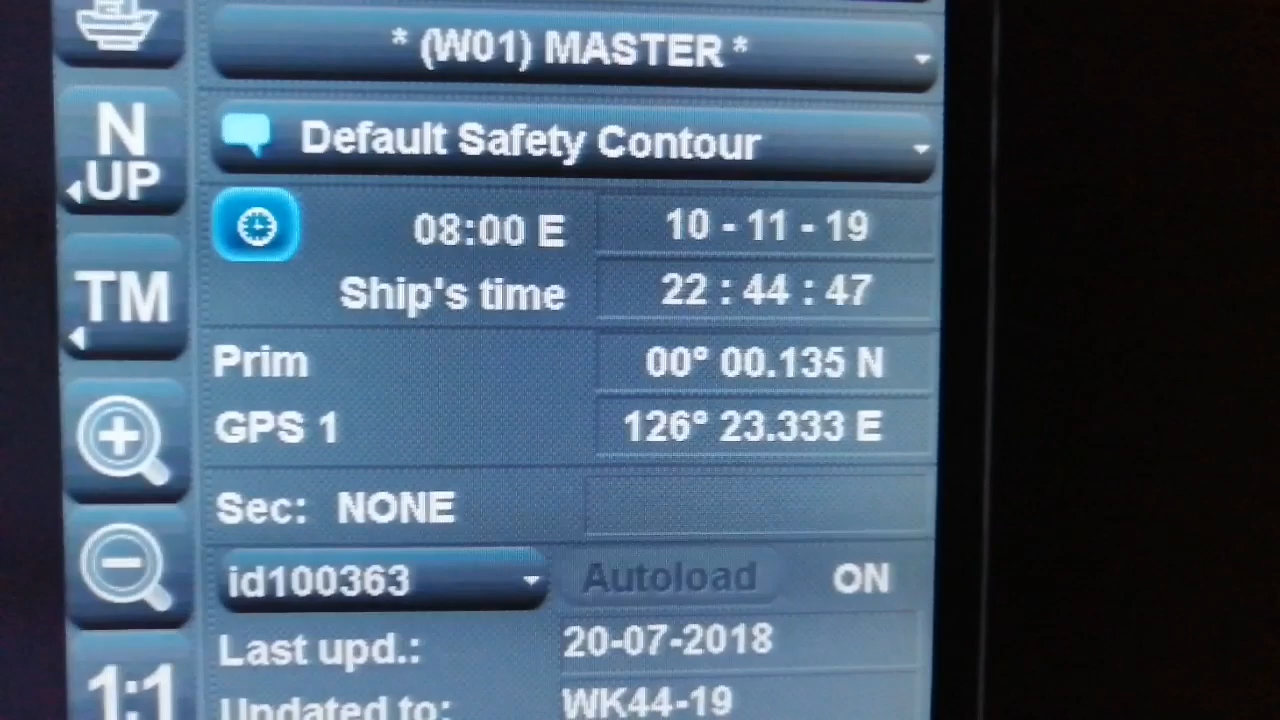 * (W01) MASTER *
N
UP
Default Safety Contour
08:00 E 10 - 11 - 19
TM
Ship's time 22 : 44 : 47
Prim 00° 00.135 N
GPS 1 126° 23.333 E
Sec: NONE
id100363 Autoload ON
Last upd.: 20-07-2018
1:1
Updated to: WK44-19